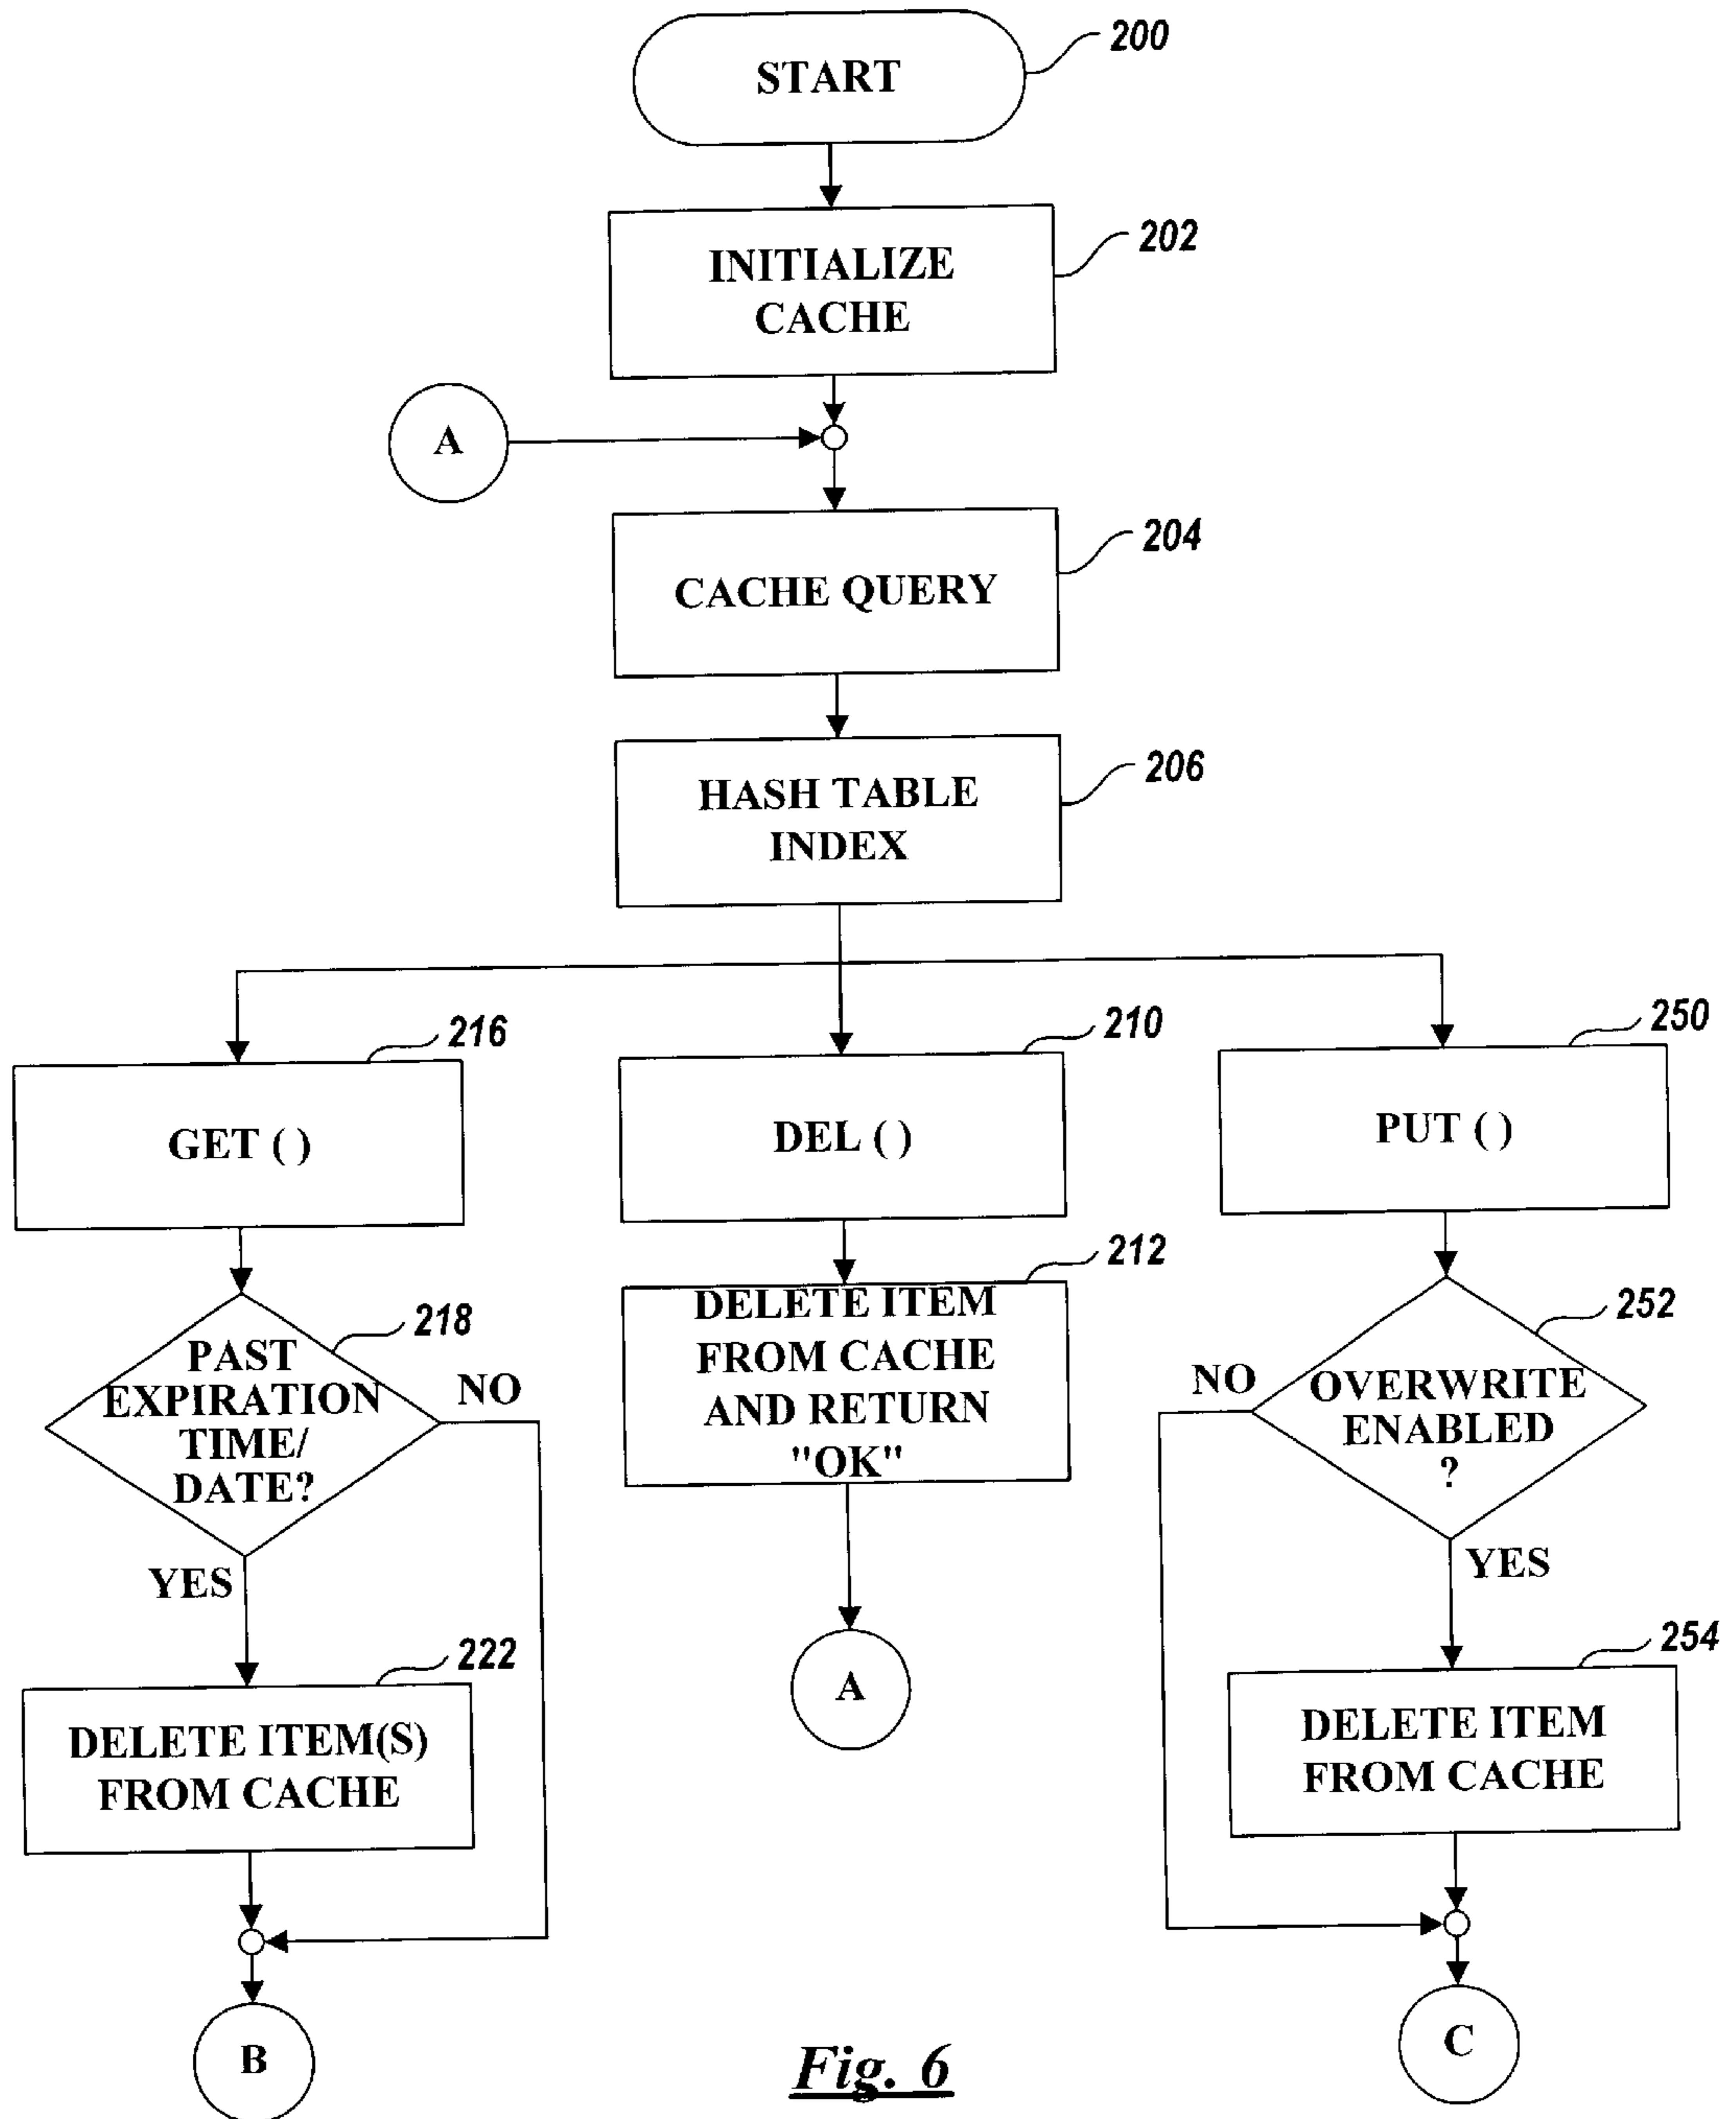 START
200
INITIALIZE
CACHE
202
A
CACHE QUERY
204
HASH TABLE
INDEX
206
216
GET ( )
210
DEL ( )
250
PUT ( )
218
PAST
EXPIRATION
TIME/
DATE?
NO
YES
212
DELETE ITEM
FROM CACHE
AND RETURN
"OK"
252
NO
OVERWRITE
ENABLED
?
YES
222
DELETE ITEM(S)
FROM CACHE
A
254
DELETE ITEM
FROM CACHE
B
C
Fig. 6